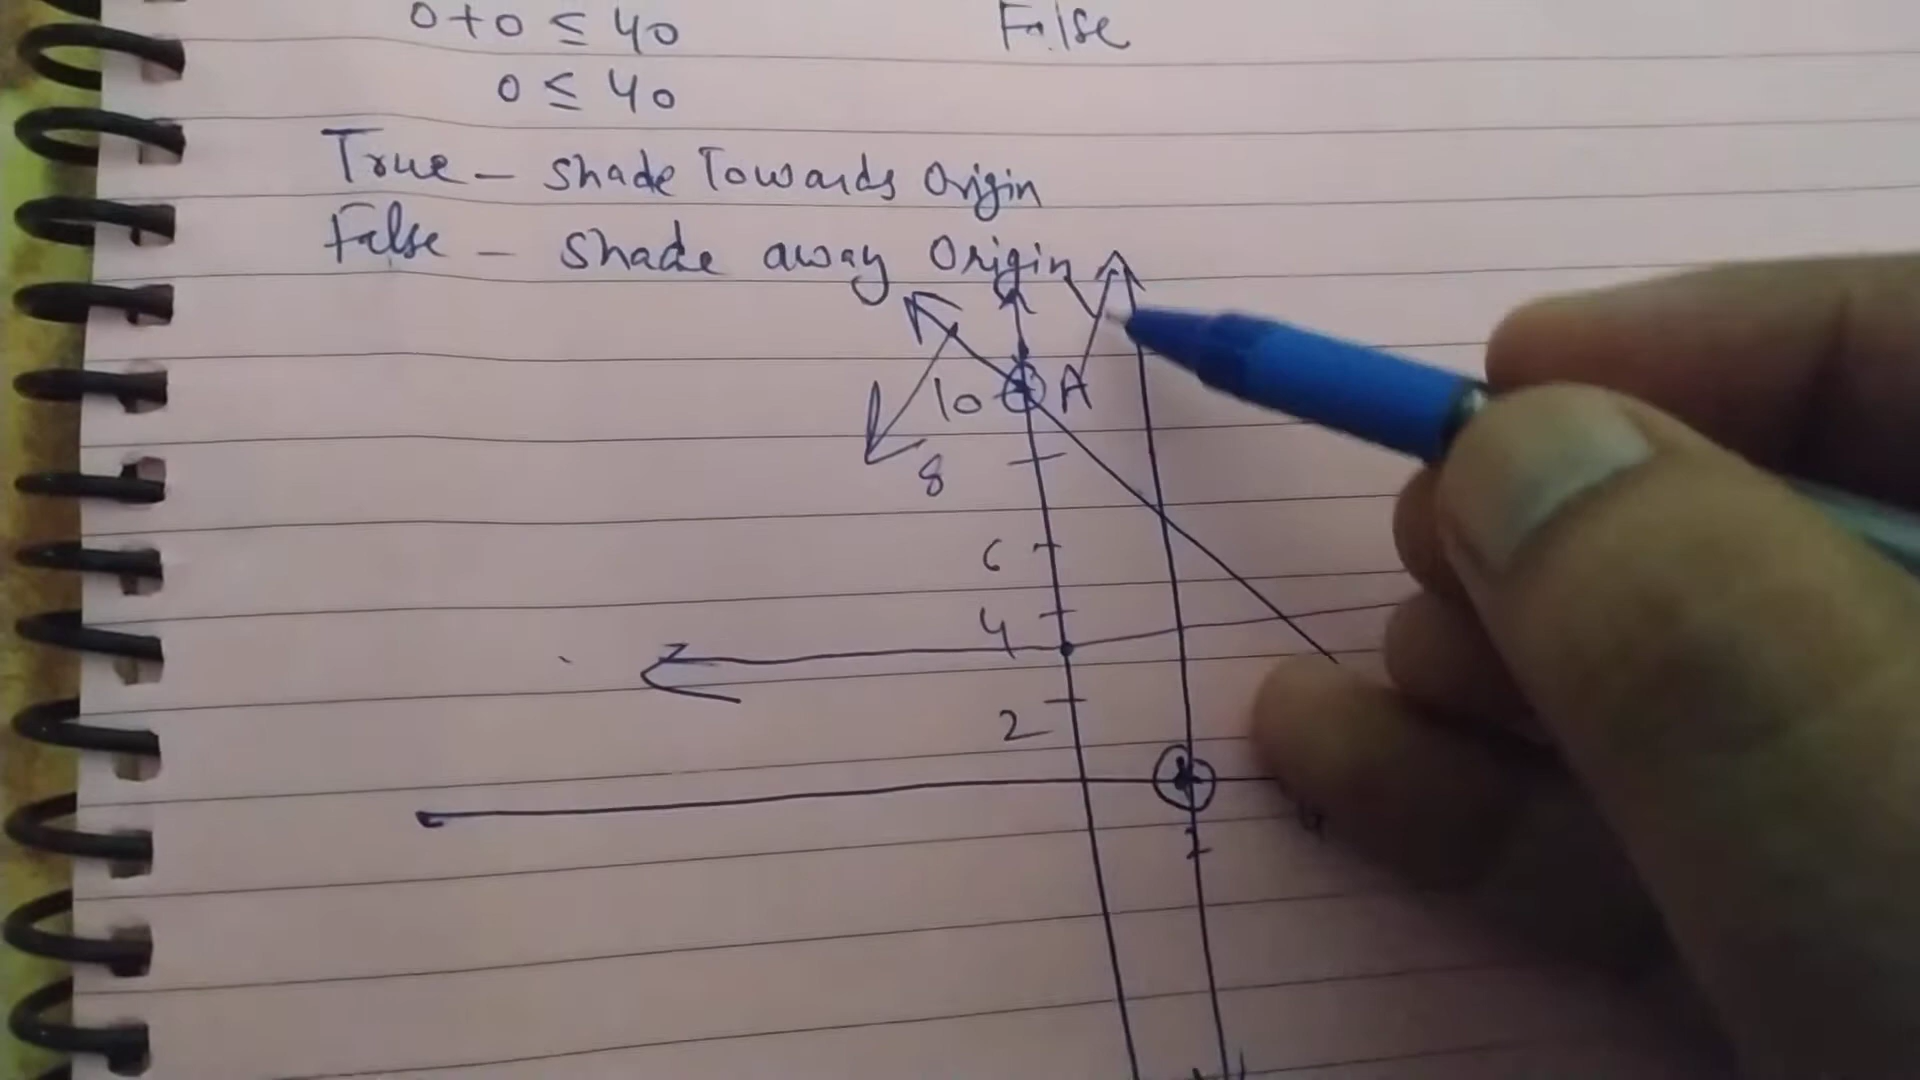 0+0 ≤ 40 False
0 ≤ 40
True – Shade Towards Origin
False – Shade away Origin
10 A
8
6
4
2
2